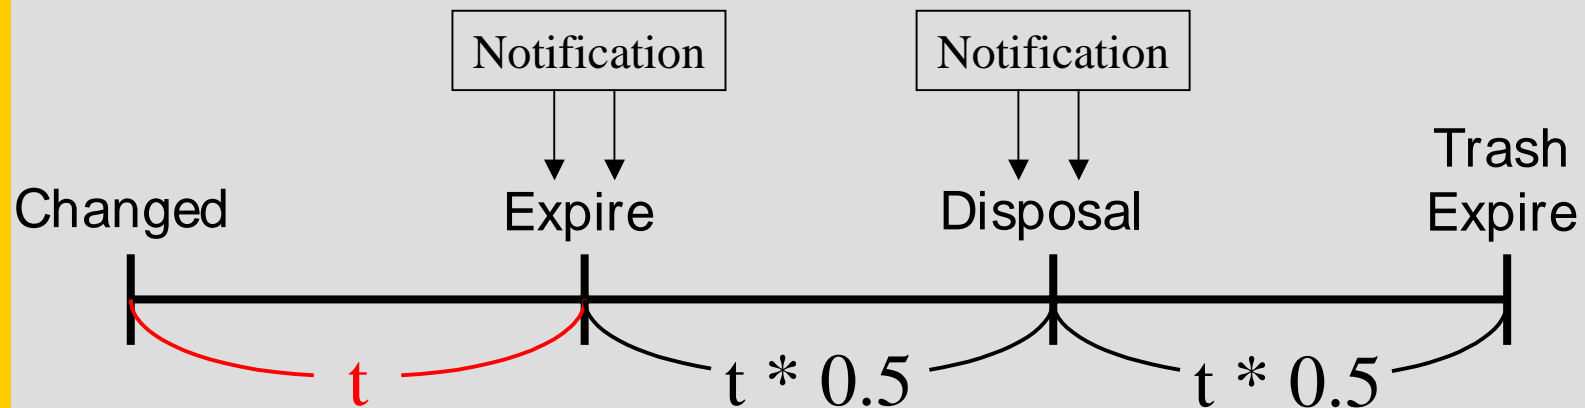 Notification
Notification
Trash
Changed
Expire
Disposal
Expire
t
t * 0.5
t * 0.5